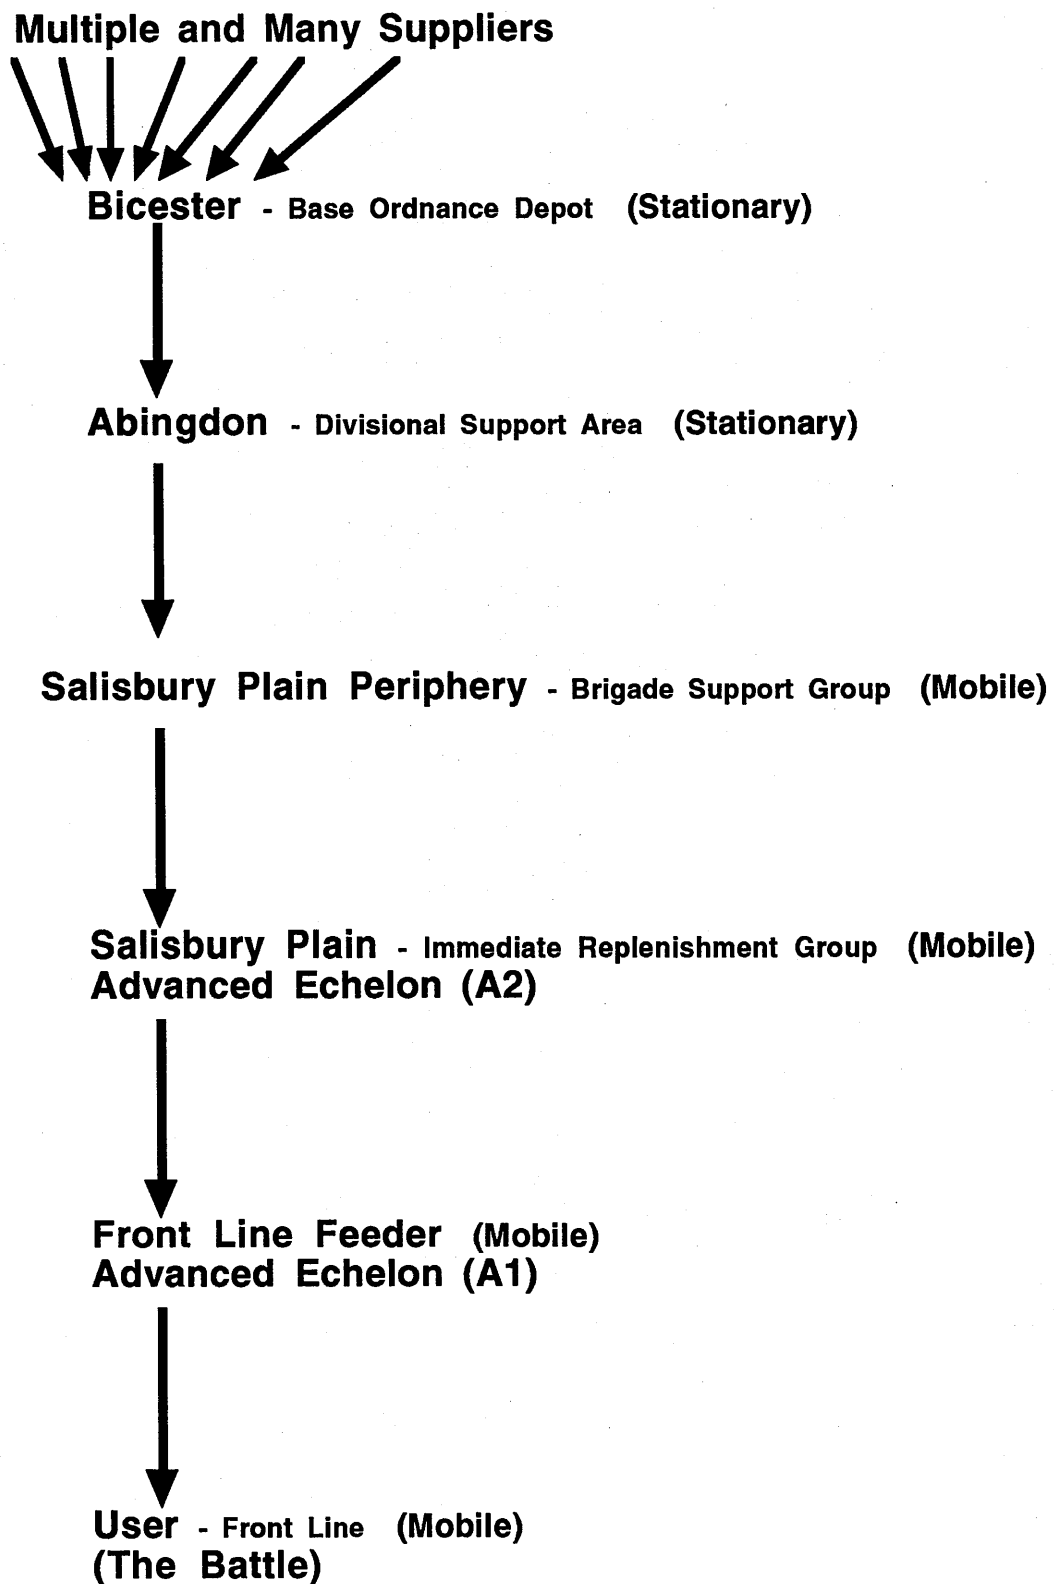 Multiple and Many Suppliers
Bicester - Base Ordnance Depot (Stationary)
Abingdon - Divisional Support Area (Stationary)
Salisbury Plain Periphery - Brigade Support Group (Mobile)
Salisbury Plain - Immediate Replenishment Group (Mobile)
Advanced Echelon (A2)
Front Line Feeder (Mobile)
Advanced Echelon (A1)
User - Front Line (Mobile)
(The Battle)